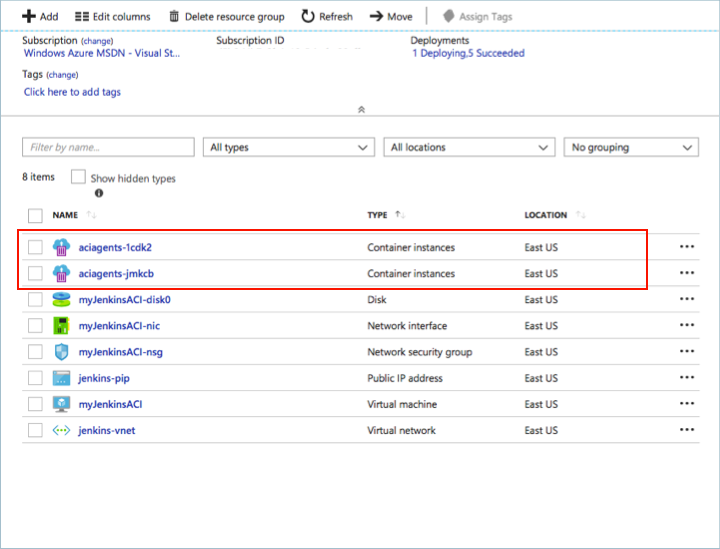 Add Edit columns Delete resource group Refresh Move Assign Tags
Subscription (change) Subscription ID Deployments
Windows Azure MSDN - Visual St... 1 Deploying,5 Succeeded
Tags (change)
Click here to add tags
Filter by name... All types All locations No grouping
8 items Show hidden types
NAME TYPE LOCATION
aciagents-1cdk2 Container instances East US
aciagents-jmkcb Container instances East US
myJenkinsACI-disk0 Disk East US
myJenkinsACI-nic Network interface East US
myJenkinsACI-nsg Network security group East US
jenkins-pip Public IP address East US
myJenkinsACI Virtual machine East US
jenkins-vnet Virtual network East US